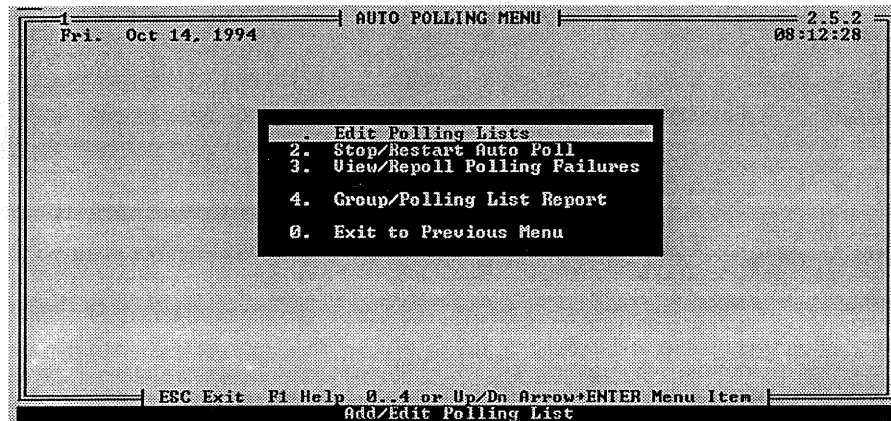 1 AUTO POLLING MENU 2.5.2
Fri. Oct 14. 1994 08:12:28
. Edit Polling Lists
2. Stop/Restart Auto Poll
3. View/Repoll Polling Failures
4. Group/Polling List Report
0. Exit to Previous Menu
ESC Exit F1 Help 0..4 or Up/Dn Arrow+ENTER Menu Item
Add/Edit Polling List